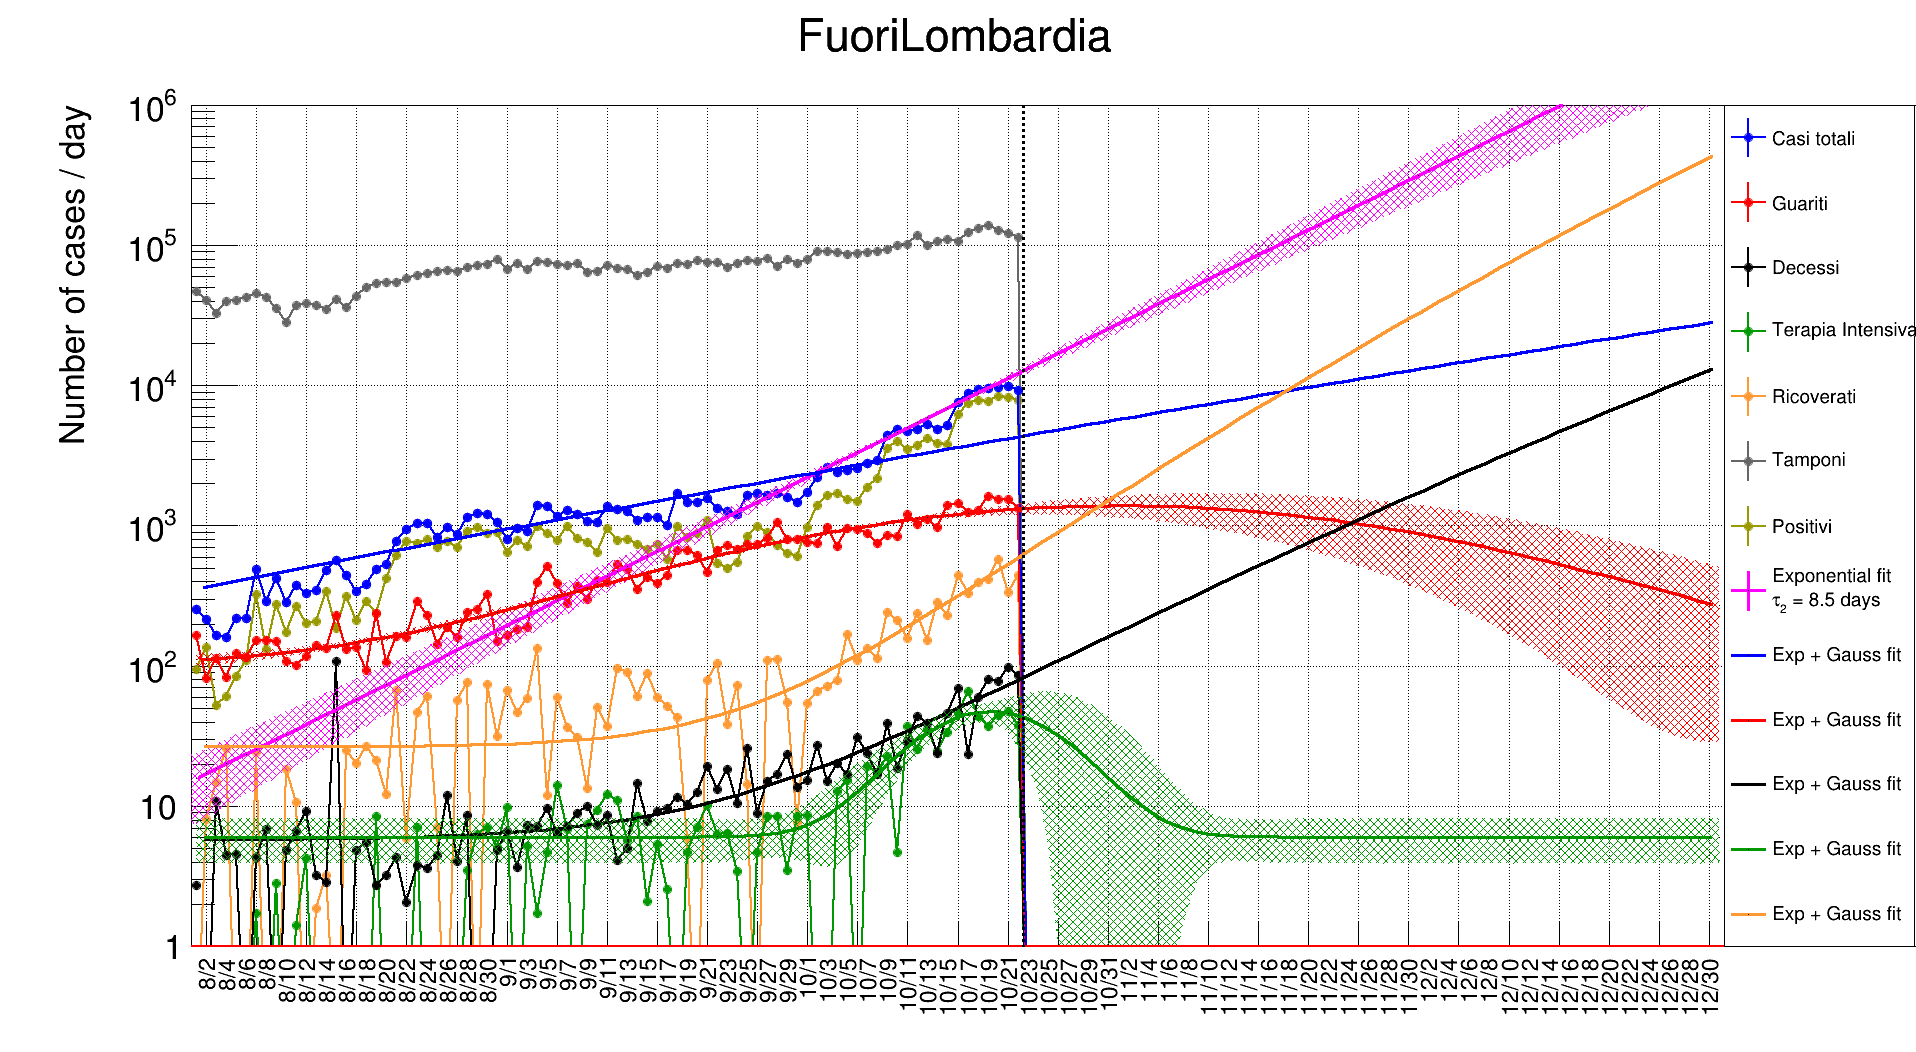 FuoriLombardia
Number of cases / day
10^6
10^5
10^4
10^3
10^2
10
1
8/2 8/4 8/6 8/8 8/10 8/12 8/14 8/16 8/18 8/20 8/22 8/24 8/26 8/28 8/30 9/1 9/3 9/5 9/7 9/9 9/11 9/13 9/15 9/17 9/19 9/21 9/23 9/25 9/27 9/29 10/1 10/3 10/5 10/7 10/9 10/11 10/13 10/15 10/17 10/19 10/21 10/23 10/25 10/27 10/29 10/31 11/2 11/4 11/6 11/8 11/10 11/12 11/14 11/16 11/18 11/20 11/22 11/24 11/26 11/28 11/30 12/2 12/4 12/6 12/8 12/10 12/12 12/14 12/16 12/18 12/20 12/22 12/24 12/26 12/28 12/30
Casi totali
Guariti
Decessi
Terapia Intensiva
Ricoverati
Tamponi
Positivi
Exponential fit
τ₂ = 8.5 days
Exp + Gauss fit
Exp + Gauss fit
Exp + Gauss fit
Exp + Gauss fit
Exp + Gauss fit